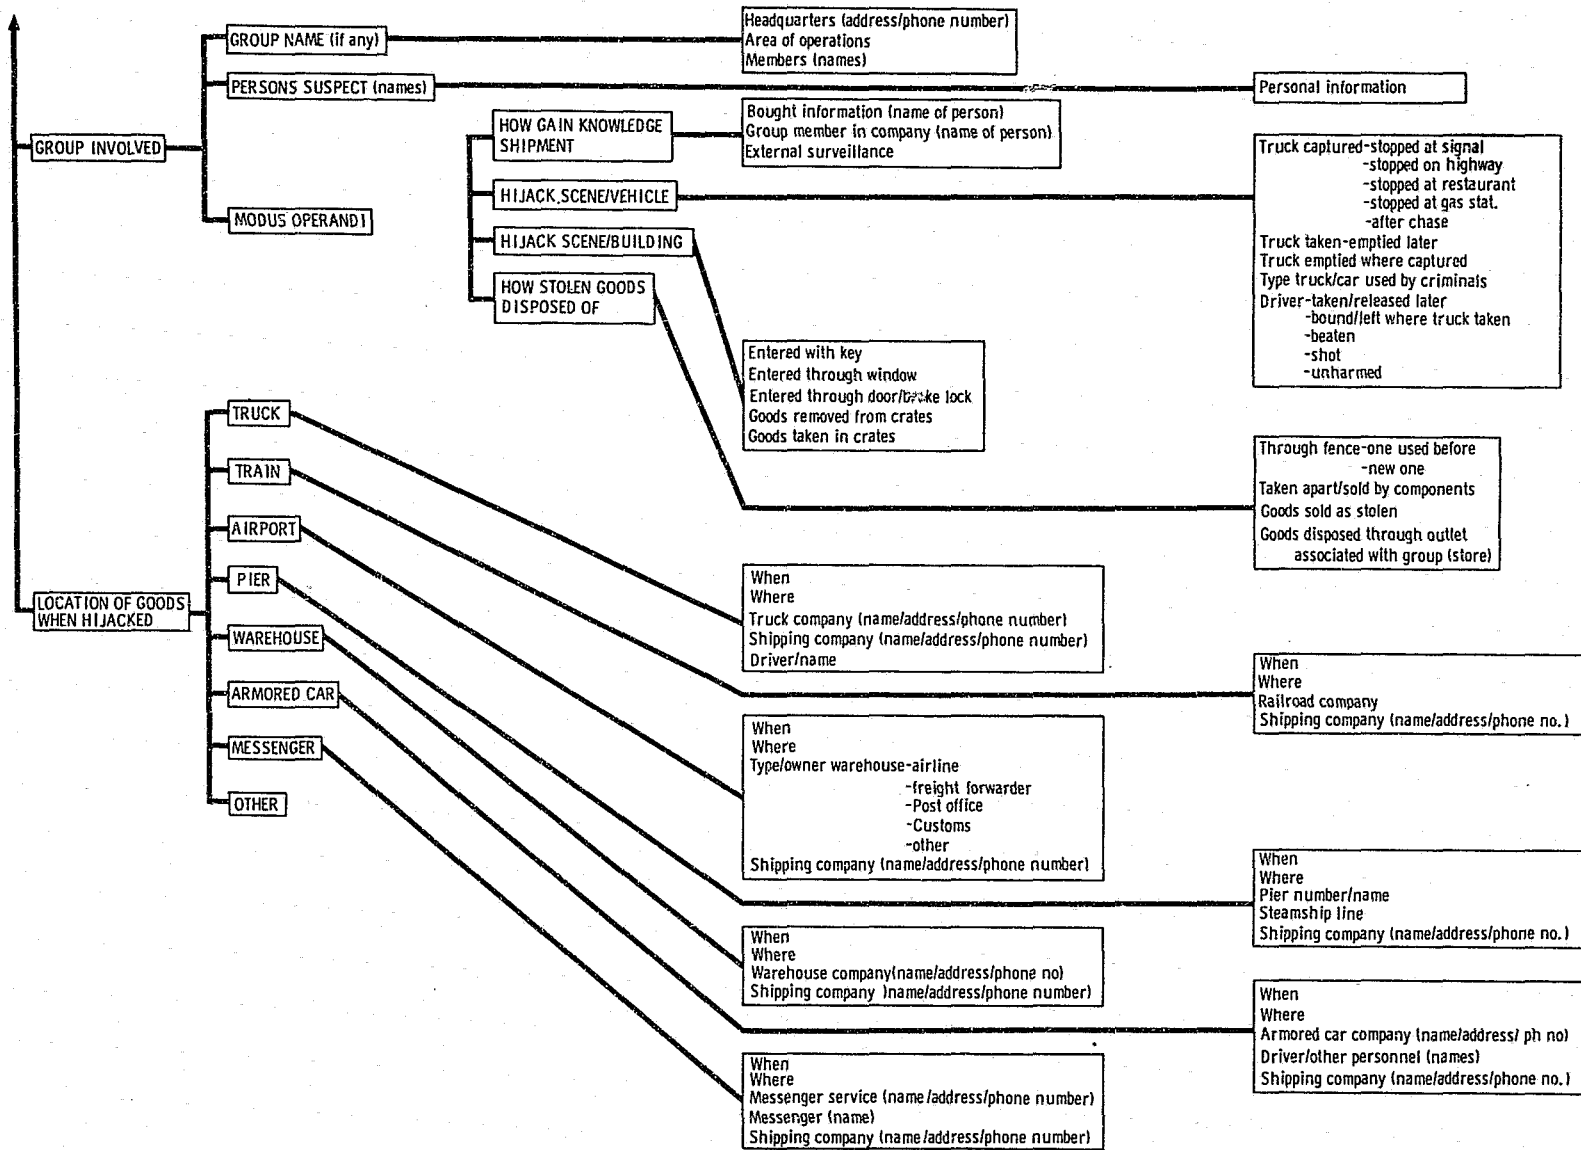 GROUP NAME (if any)
Headquarters (address/phone number)
Area of operations
Members (names)
PERSONS SUSPECT (names)
Personal information
GROUP INVOLVED
HOW GAIN KNOWLEDGE
SHIPMENT
Bought information (name of person)
Group member in company (name of person)
External surveillance
HIJACK SCENE/VEHICLE
Truck captured-stopped at signal
-stopped on highway
-stopped at restaurant
-stopped at gas stat.
-after chase
Truck taken-emptied later
Truck emptied where captured
Type truck/car used by criminals
Driver-taken/released later
-bound/left where truck taken
-beaten
-shot
-unharmed
MODUS OPERANDI
HIJACK SCENE/BUILDING
HOW STOLEN GOODS
DISPOSED OF
Entered with key
Entered through window
Entered through door/broke lock
Goods removed from crates
Goods taken in crates
Through fence-one used before
-new one
Taken apart/sold by components
Goods sold as stolen
Goods disposed through outlet
associated with group (store)
LOCATION OF GOODS
WHEN HIJACKED
TRUCK
TRAIN
AIRPORT
PIER
WAREHOUSE
ARMORED CAR
MESSENGER
OTHER
When
Where
Truck company (name/address/phone number)
Shipping company (name/address/phone number)
Driver/name
When
Where
Railroad company
Shipping company (name/address/phone no.)
When
Where
Type/owner warehouse-airline
-freight forwarder
-Post office
-Customs
-other
Shipping company (name/address/phone number)
When
Where
Pier number/name
Steamship line
Shipping company (name/address/phone no.)
When
Where
Warehouse company(name/address/phone no)
Shipping company )name/address/phone number)
When
Where
Armored car company (name/address/ ph no)
Driver/other personnel (names)
Shipping company (name/address/phone no.)
When
Where
Messenger service (name/address/phone number)
Messenger (name)
Shipping company (name/address/phone number)